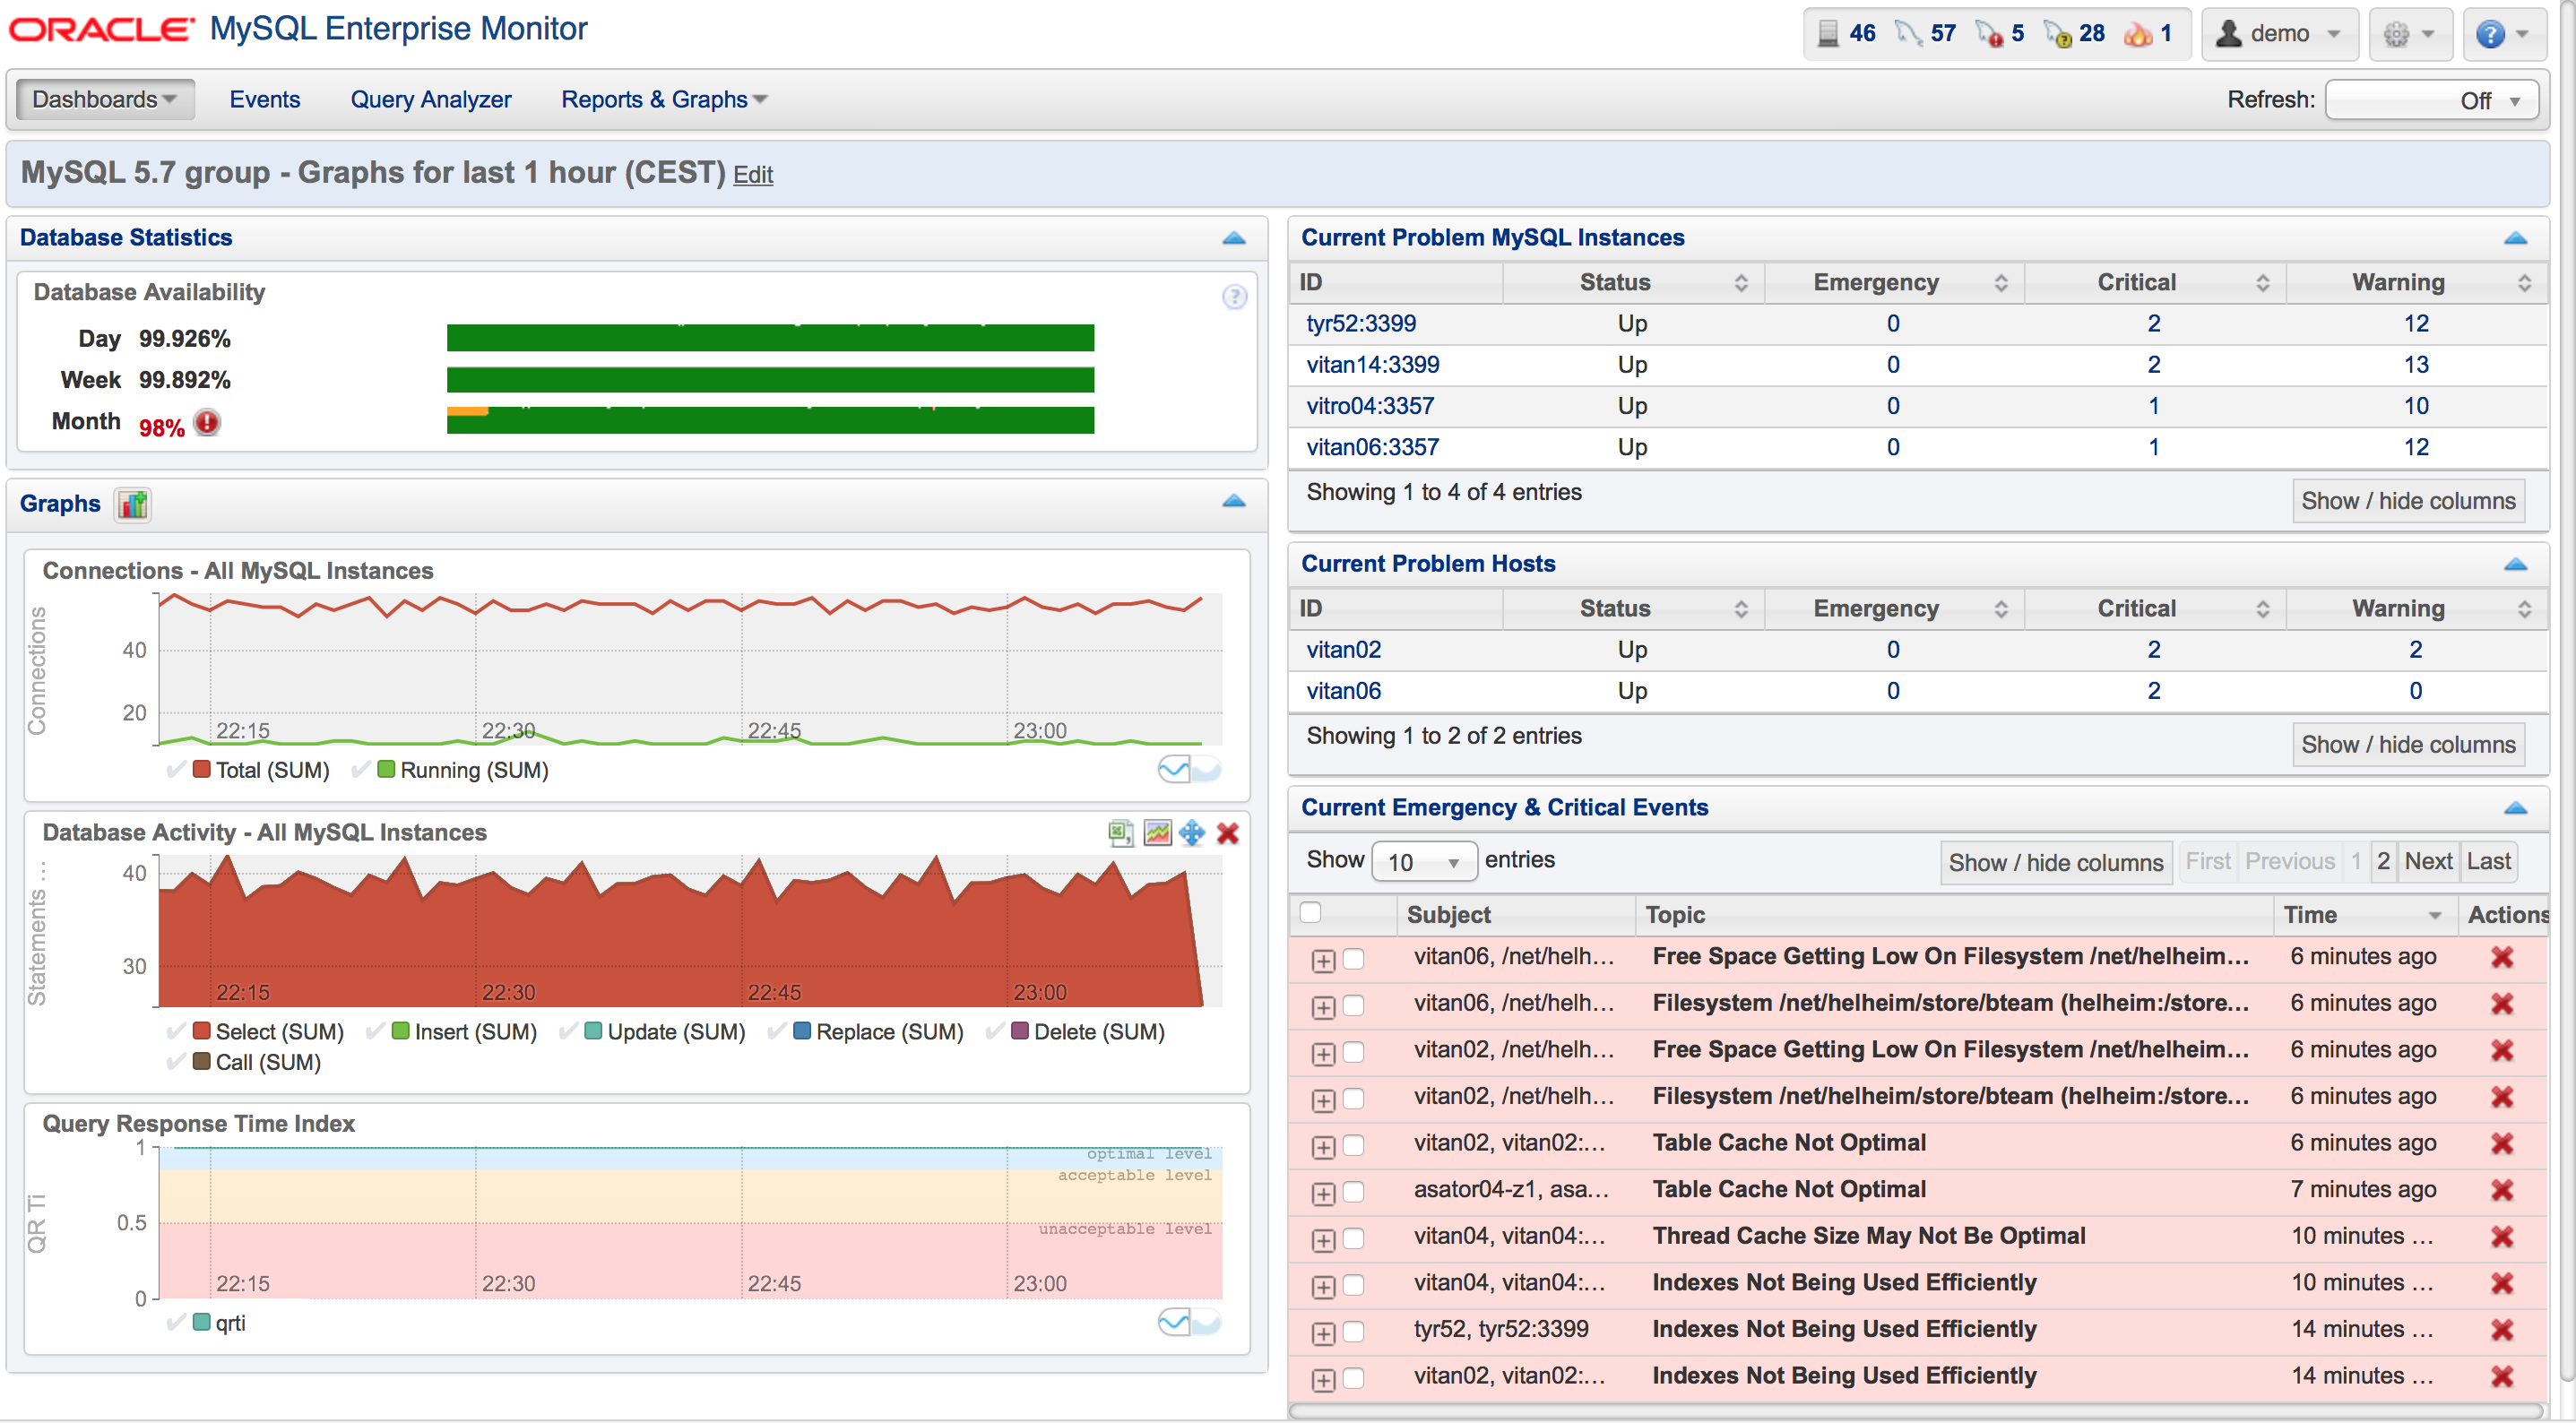 ORACLE MySQL Enterprise Monitor 46 57 5 28 1 demo
Dashboards Events Query Analyzer Reports & Graphs Refresh: Off
MySQL 5.7 group - Graphs for last 1 hour (CEST) Edit
Database Statistics
Database Availability
Day 99.926%
Week 99.892%
Month 98%
Graphs
Connections - All MySQL Instances
Connections
40
20
22:15 22:30 22:45 23:00
Total (SUM) Running (SUM)
Database Activity - All MySQL Instances
Statements ...
40
30
22:15 22:30 22:45 23:00
Select (SUM) Insert (SUM) Update (SUM) Replace (SUM) Delete (SUM)
Call (SUM)
Query Response Time Index
QR Ti
1
optimal level
acceptable level
0.5
unacceptable level
22:15 22:30 22:45 23:00
0
qrti
Current Problem MySQL Instances
ID Status Emergency Critical Warning
tyr52:3399 Up 0 2 12
vitan14:3399 Up 0 2 13
vitro04:3357 Up 0 1 10
vitan06:3357 Up 0 1 12
Showing 1 to 4 of 4 entries Show / hide columns
Current Problem Hosts
ID Status Emergency Critical Warning
vitan02 Up 0 2 2
vitan06 Up 0 2 0
Showing 1 to 2 of 2 entries Show / hide columns
Current Emergency & Critical Events
Show 10 entries Show / hide columns First Previous 1 2 Next Last
Subject Topic Time Actions
vitan06, /net/helh... Free Space Getting Low On Filesystem /net/helheim... 6 minutes ago
vitan06, /net/helh... Filesystem /net/helheim/store/bteam (helheim:/store... 6 minutes ago
vitan02, /net/helh... Free Space Getting Low On Filesystem /net/helheim... 6 minutes ago
vitan02, /net/helh... Filesystem /net/helheim/store/bteam (helheim:/store... 6 minutes ago
vitan02, vitan02:... Table Cache Not Optimal 6 minutes ago
asator04-z1, asa... Table Cache Not Optimal 7 minutes ago
vitan04, vitan04:... Thread Cache Size May Not Be Optimal 10 minutes ...
vitan04, vitan04:... Indexes Not Being Used Efficiently 10 minutes ...
tyr52, tyr52:3399 Indexes Not Being Used Efficiently 14 minutes ...
vitan02, vitan02:... Indexes Not Being Used Efficiently 14 minutes ...